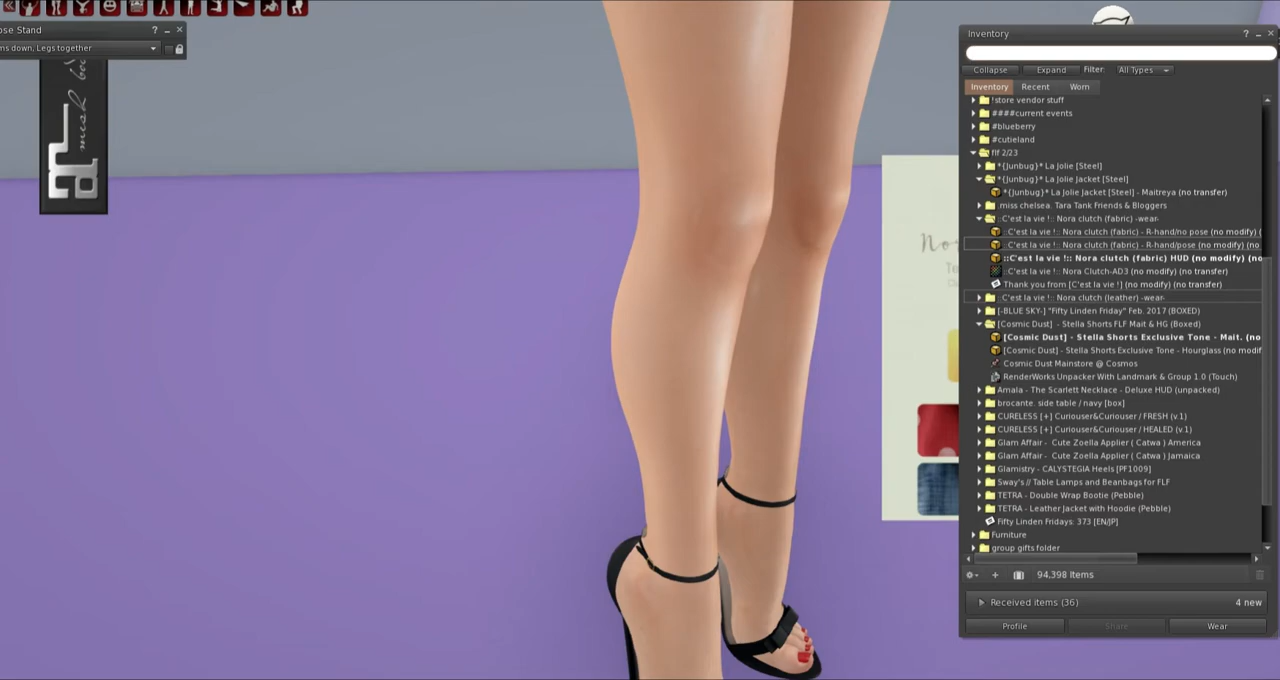 ose Stand
ms down, Legs together
mesh
Inventory
Collapse Expand Filter: All Types
Inventory Recent Worn
!store vendor stuff
####current events
#blueberry
#cutieland
flf 2/23
*{Junbug}* La Jolie [Steel]
*{Junbug}* La Jolie Jacket [Steel]
*{Junbug}* La Jolie Jacket [Steel] - Maitreya (no transfer)
.miss chelsea. Tara Tank Friends & Bloggers
::C'est la vie !:: Nora clutch (fabric) -wear-
::C'est la vie !:: Nora clutch (fabric) - R-hand/no pose (no modify) (
::C'est la vie !:: Nora clutch (fabric) - R-hand/pose (no modify) (no
::C'est la vie !:: Nora clutch (fabric) HUD (no modify) (no
::C'est la vie !:: Nora Clutch-AD3 (no modify) (no transfer)
Thank you from [C'est la vie !] (no modify) (no transfer)
::C'est la vie !:: Nora clutch (leather) -wear-
[-BLUE SKY-] "Fifty Linden Friday" Feb. 2017 (BOXED)
[Cosmic Dust] - Stella Shorts FLF Mait & HG (Boxed)
[Cosmic Dust] - Stella Shorts Exclusive Tone - Mait. (no
[Cosmic Dust] - Stella Shorts Exclusive Tone - Hourglass (no modif
Cosmic Dust Mainstore @ Cosmos
RenderWorks Unpacker With Landmark & Group 1.0 (Touch)
Amala - The Scarlett Necklace - Deluxe HUD (unpacked)
brocante. side table / navy [box]
CURELESS [+] Curiouser&Curiouser / FRESH (v.1)
CURELESS [+] Curiouser&Curiouser / HEALED (v.1)
Glam Affair - Cute Zoella Applier ( Catwa ) America
Glam Affair - Cute Zoella Applier ( Catwa ) Jamaica
Glamistry - CALYSTEGIA Heels [PF1009]
Sway's // Table Lamps and Beanbags for FLF
TETRA - Double Wrap Bootie (Pebble)
TETRA - Leather Jacket with Hoodie (Pebble)
Fifty Linden Fridays: 373 [EN/JP]
Furniture
group gifts folder
94,398 Items
Received items (36) 4 new
Profile Share Wear